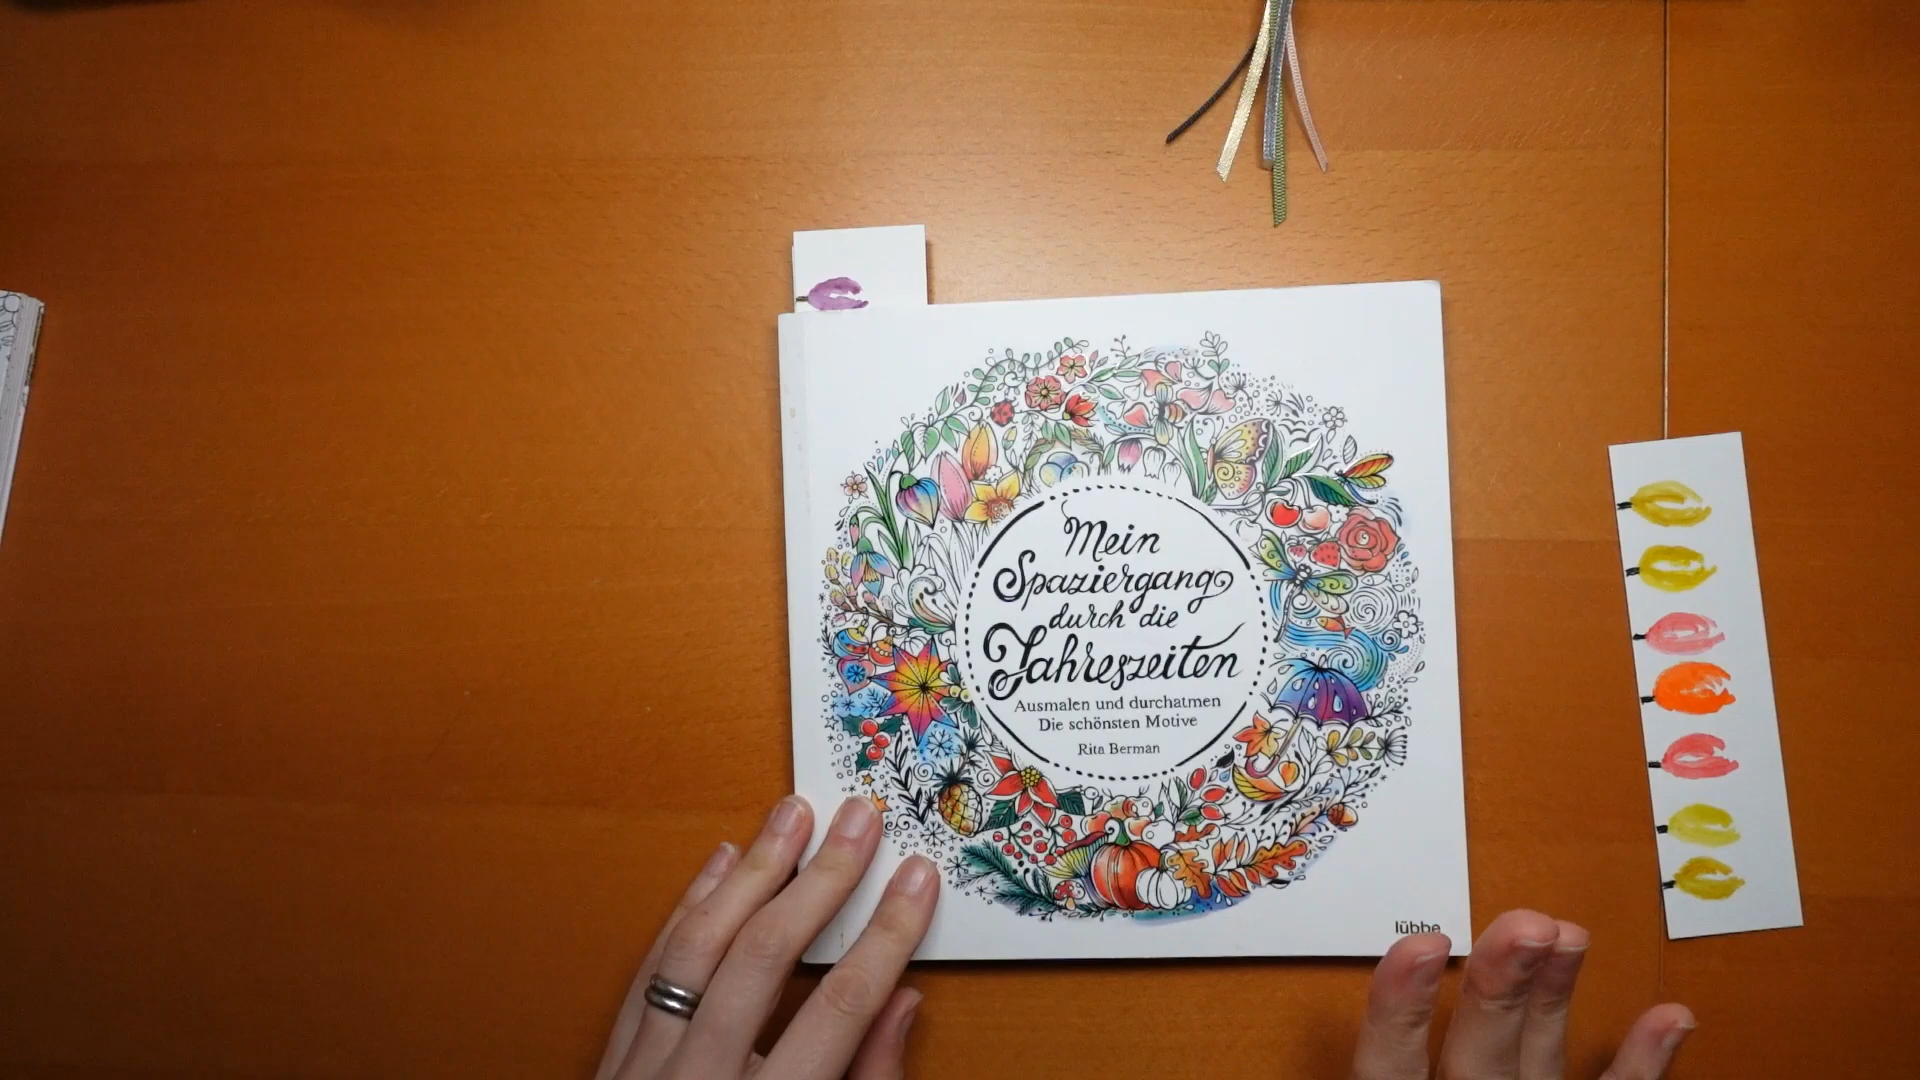 Mein
Spaziergang
durch die
Jahreszeiten
Ausmalen und durchatmen
Die schönsten Motive
Rita Berman
lübbe